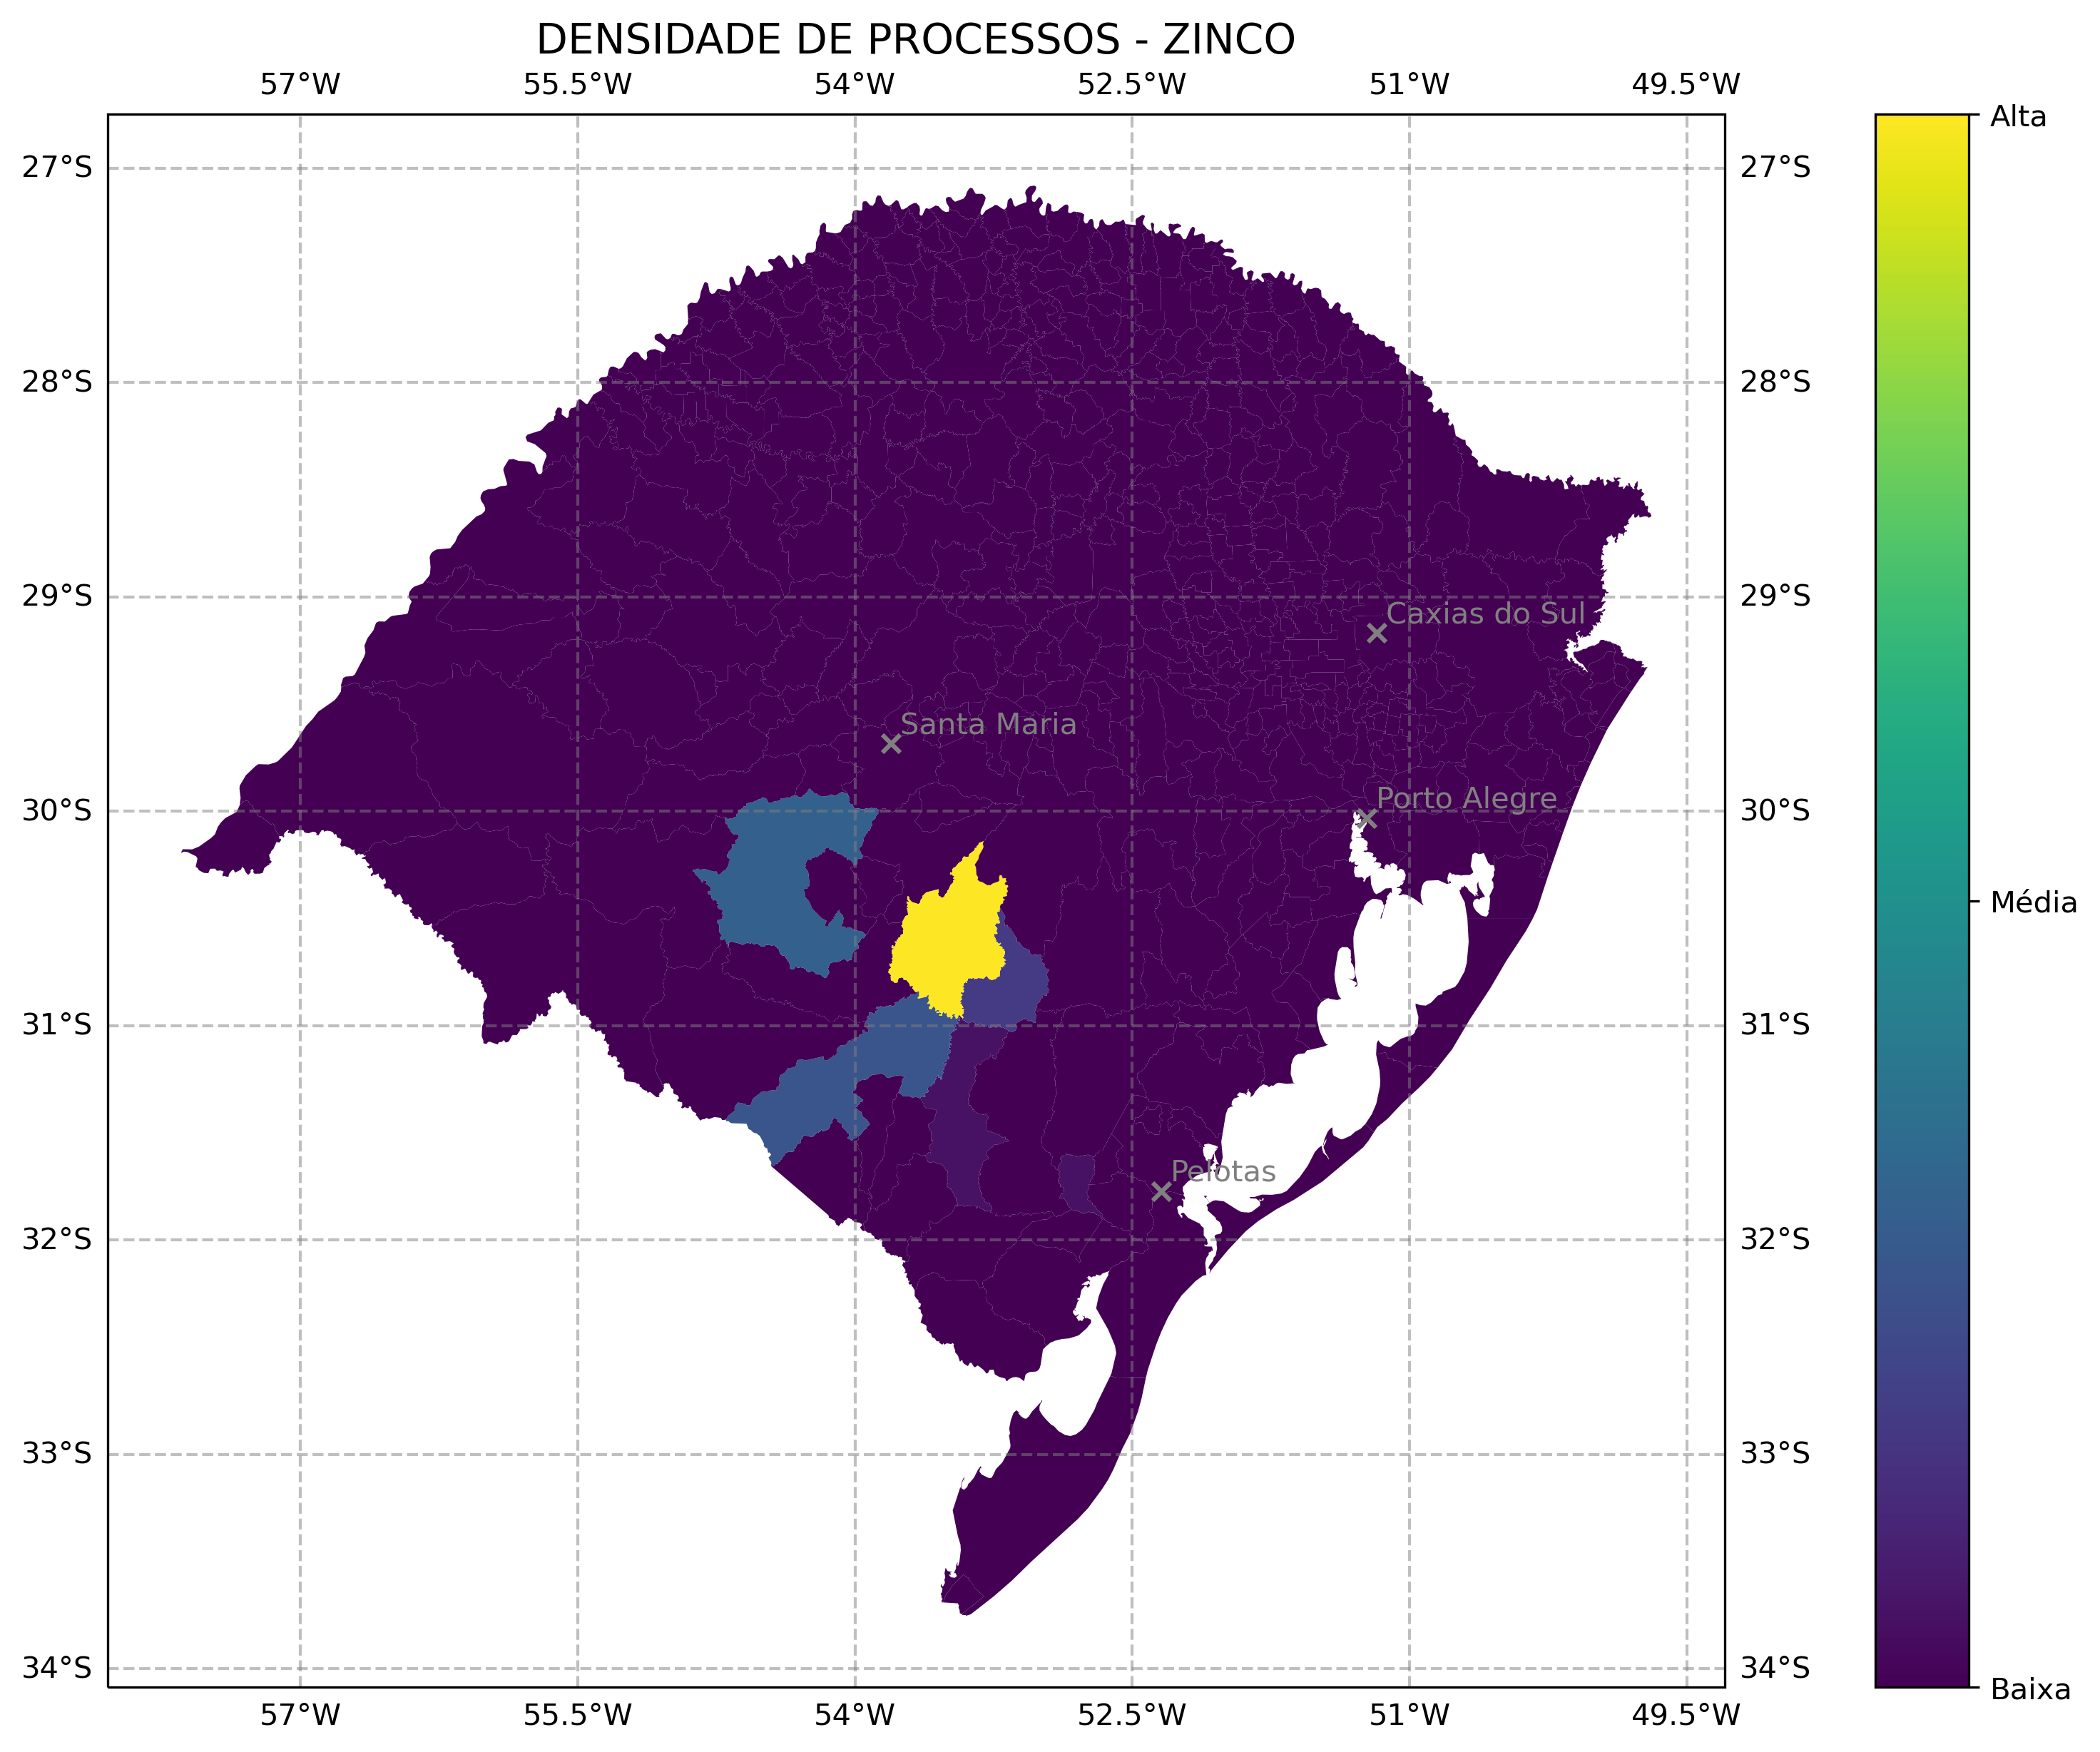 DENSIDADE DE PROCESSOS - ZINCO
57°W 55.5°W 54°W 52.5°W 51°W 49.5°W
Alta
27°S 27°S
28°S 28°S
29°S 29°S
Caxias do Sul
Santa Maria
Porto Alegre
30°S 30°S
Média
31°S 31°S
Pelotas
32°S 32°S
33°S 33°S
34°S 34°S
Baixa
57°W 55.5°W 54°W 52.5°W 51°W 49.5°W